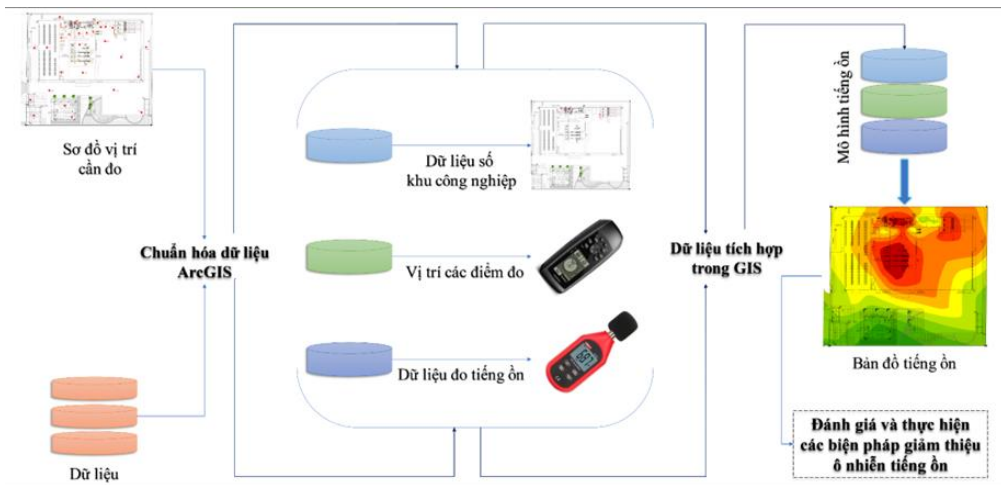 Sơ đồ vị trí
cần đo
Chuẩn hóa dữ liệu
ArcGIS
Dữ liệu
Dữ liệu số
khu công nghiệp
Vị trí các điểm đo
Dữ liệu đo tiếng ồn
Dữ liệu tích hợp
trong GIS
Mô hình tiếng ồn
Bản đồ tiếng ồn
Đánh giá và thực hiện
các biện pháp giảm thiệu
ô nhiễn tiếng ồn